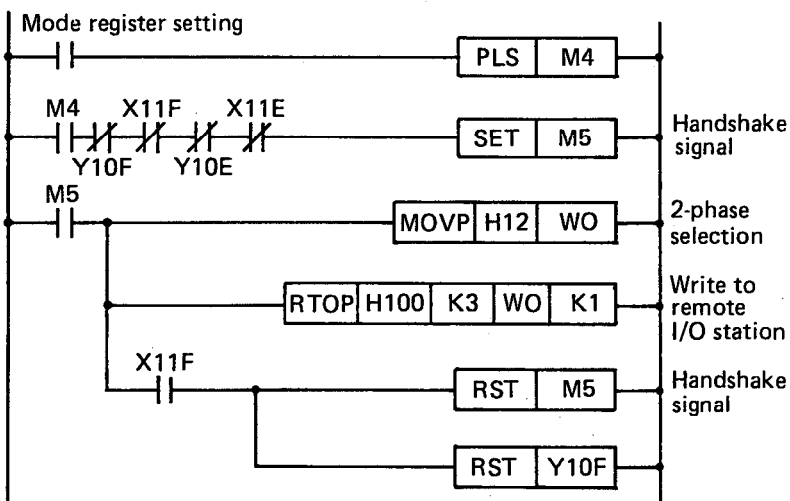 Mode register setting
PLS M4
M4 X11F X11E
Y10F Y10E
SET M5
Handshake
signal
M5
MOVP H12 WO
2-phase
selection
RTOP H100 K3 WO K1
Write to
remote
I/O station
X11F
RST M5
Handshake
signal
RST Y10F